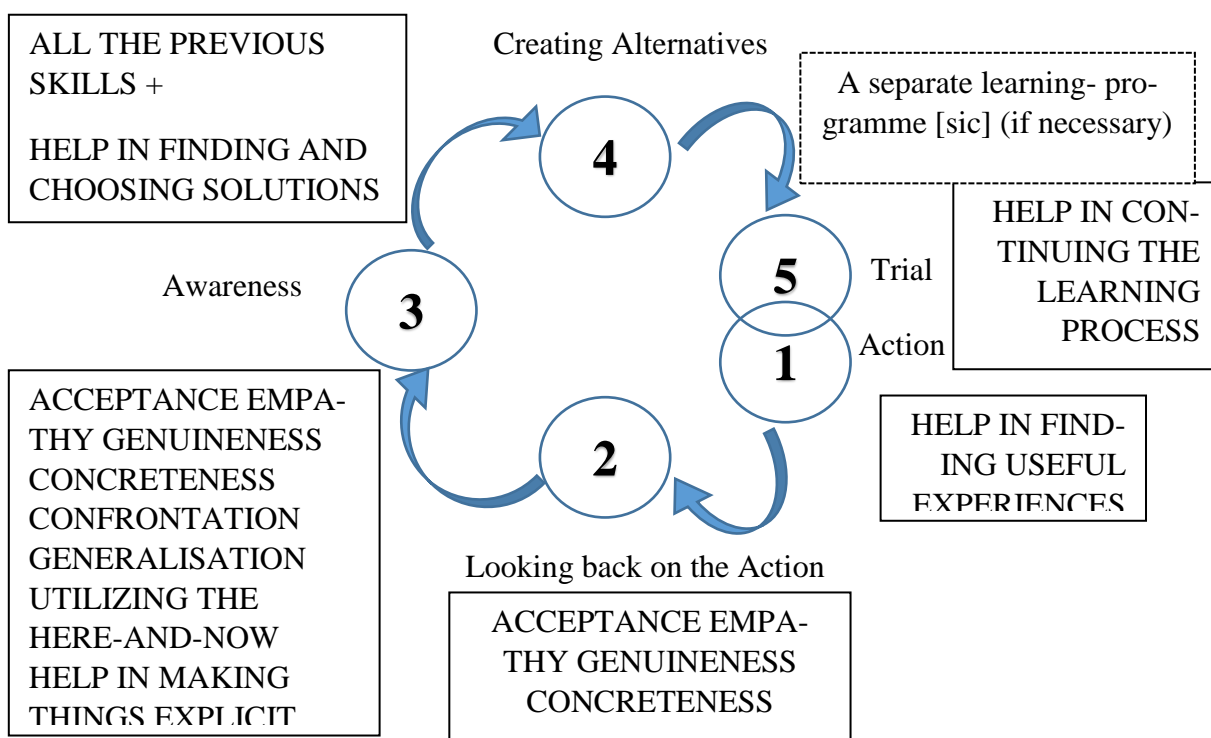 ALL THE PREVIOUS
SKILLS +
HELP IN FINDING AND
CHOOSING SOLUTIONS
Creating Alternatives
A separate learning- pro-
gramme [sic] (if necessary)
4
HELP IN CON-
TINUING THE
LEARNING
PROCESS
5
Trial
Awareness
3
1
Action
ACCEPTANCE EMPA-
THY GENUINENESS
CONCRETENESS
CONFRONTATION
GENERALISATION
UTILIZING THE
HERE-AND-NOW
HELP IN MAKING
THINGS EXPLICIT
2
HELP IN FIND-
ING USEFUL
EXPERIENCES
Looking back on the Action
ACCEPTANCE EMPA-
THY GENUINENESS
CONCRETENESS